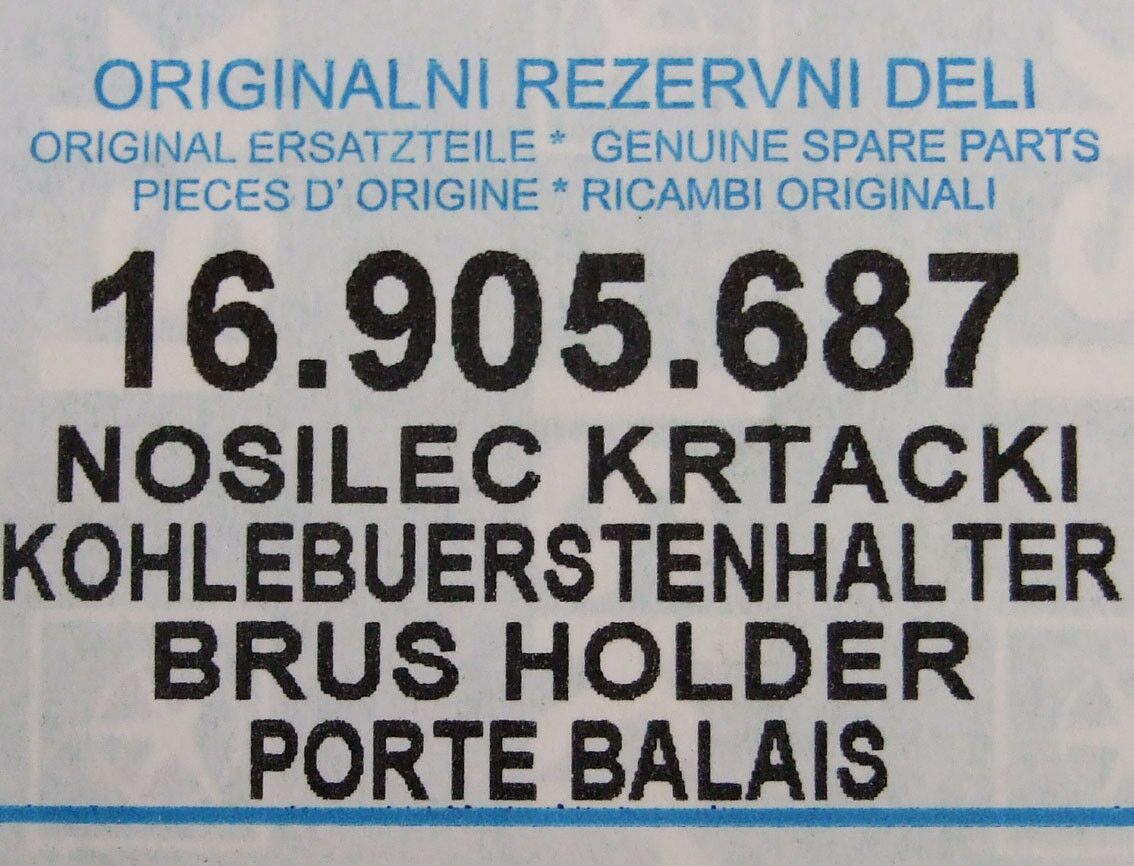 ORIGINALNI REZERVNI DELI
ORIGINAL ERSATZTEILE * GENUINE SPARE PARTS
PIECES D' ORIGINE * RICAMBI ORIGINALI
16.905.687
NOSILEC KRTACKI
KOHLEBUERSTENHALTER
BRUS HOLDER
PORTE BALAIS